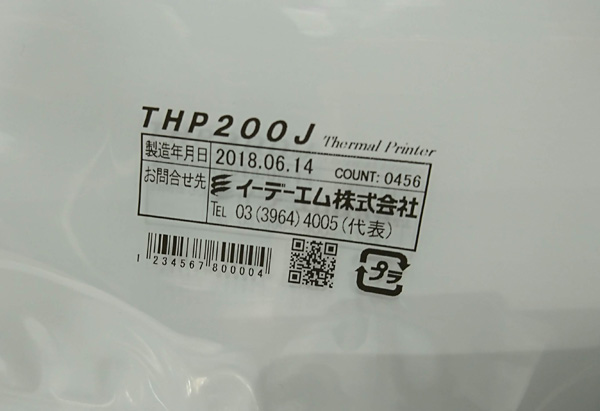 THP200J Thermal Printer
製造年月日 2018.06.14 COUNT: 0456
お問合せ先 イーデーエム株式会社
TEL 03(3964)4005(代表)
1 234567 800004
プラ